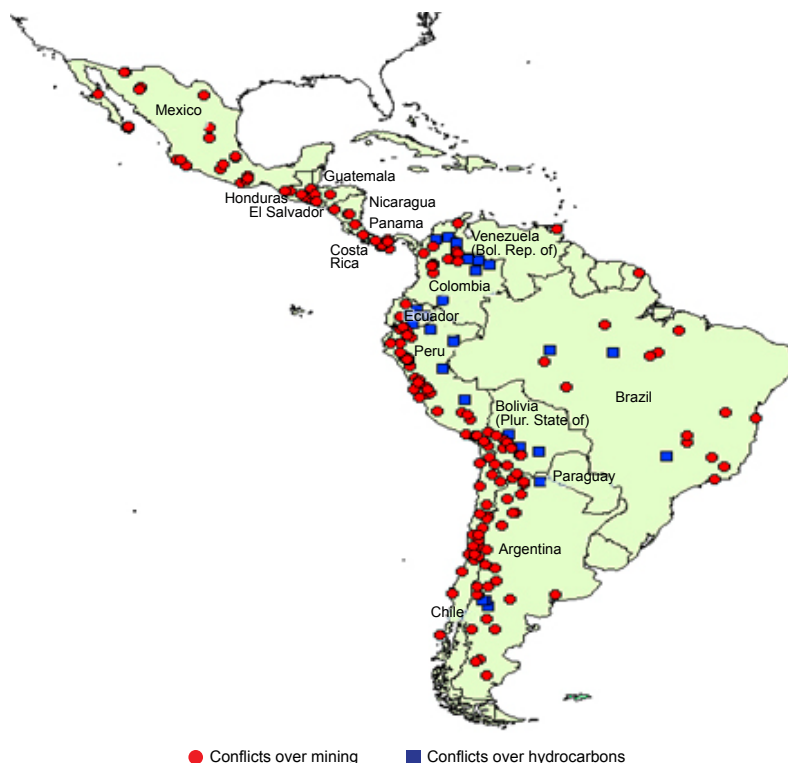 Mexico
Guatemala
Honduras
Nicaragua
El Salvador
Panama
Costa
Rica
Venezuela
(Bol. Rep. of)
Colombia
Ecuador
Peru
Brazil
Bolivia
(Plur. State of)
Paraguay
Argentina
Chile
Conflicts over mining
Conflicts over hydrocarbons